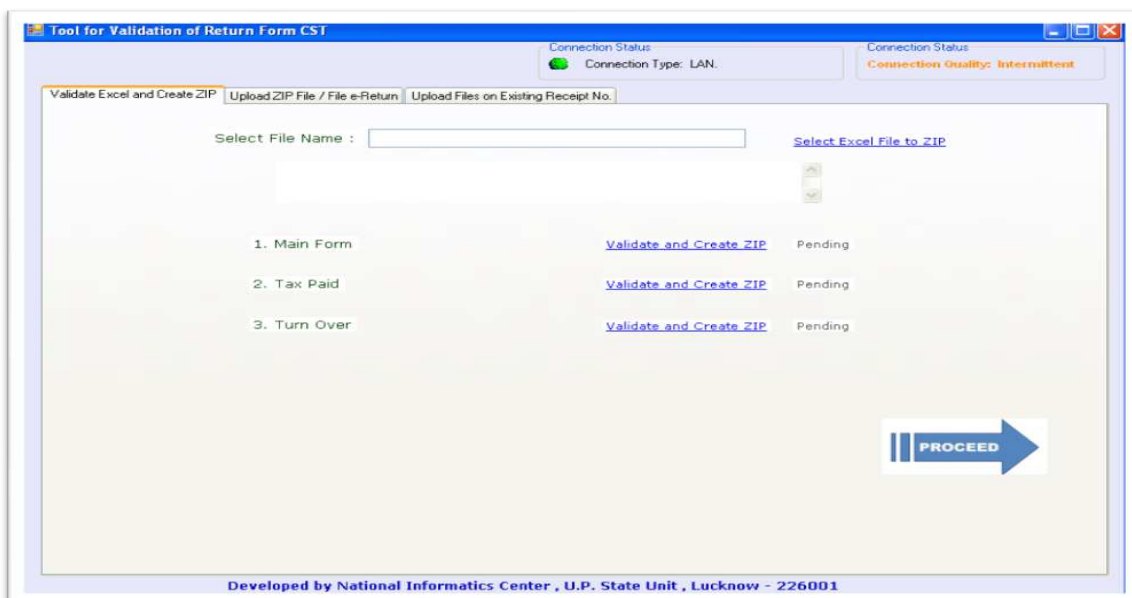 Tool for Validation of Return Form CST
Connection Status
Connection Type: LAN.
Connection Status
Connection Quality: Intermittent
Validate Excel and Create ZIP Upload ZIP File / File e-Return Upload Files on Existing Receipt No.
Select File Name : Select Excel File to ZIP
1. Main Form Validate and Create ZIP Pending
2. Tax Paid Validate and Create ZIP Pending
3. Turn Over Validate and Create ZIP Pending
PROCEED
Developed by National Informatics Center , U.P. State Unit , Lucknow - 226001